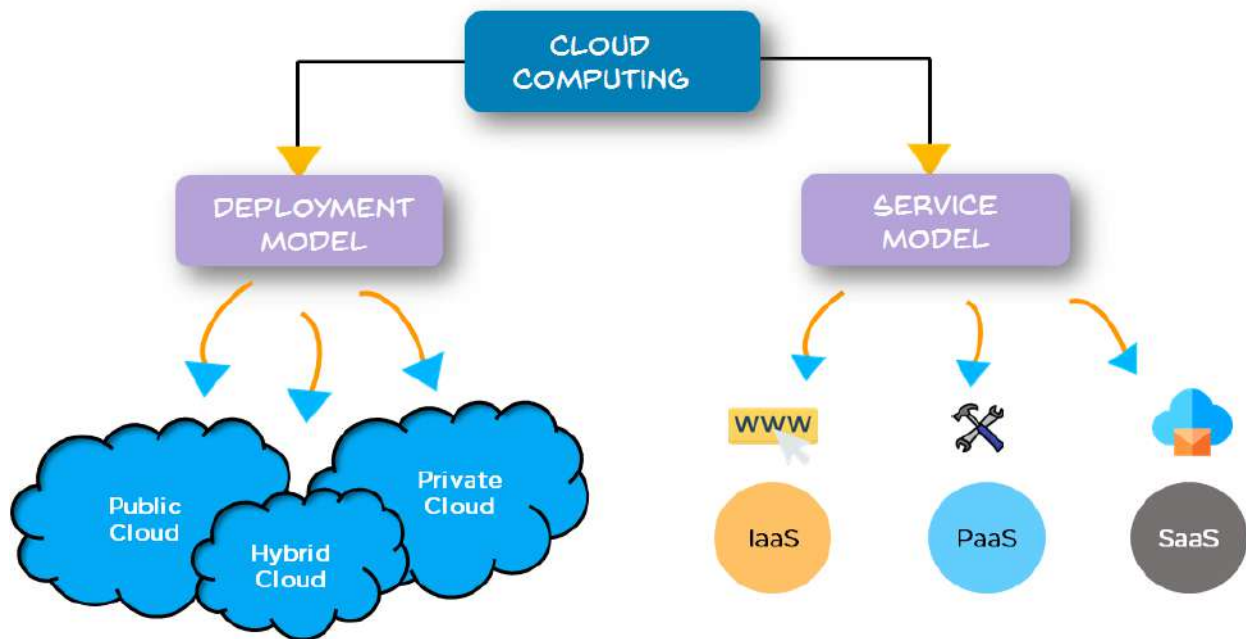 CLOUD
COMPUTING
DEPLOYMENT
MODEL
SERVICE
MODEL
Public
Cloud
Hybrid
Cloud
Private
Cloud
WWW
IaaS
PaaS
SaaS